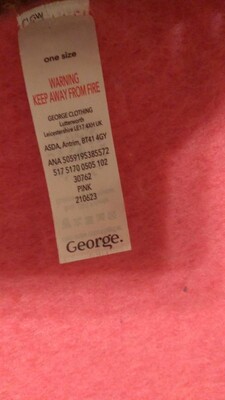 one size
WARNING
KEEP AWAY FROM FIRE
GEORGE CLOTHING
Lutterworth
Leicestershire LE17 4XH UK
ASDA, Antrim, BT41 4GY
ANA 5059195385572
517 5170 0505 102
30762
PINK
210623
George.